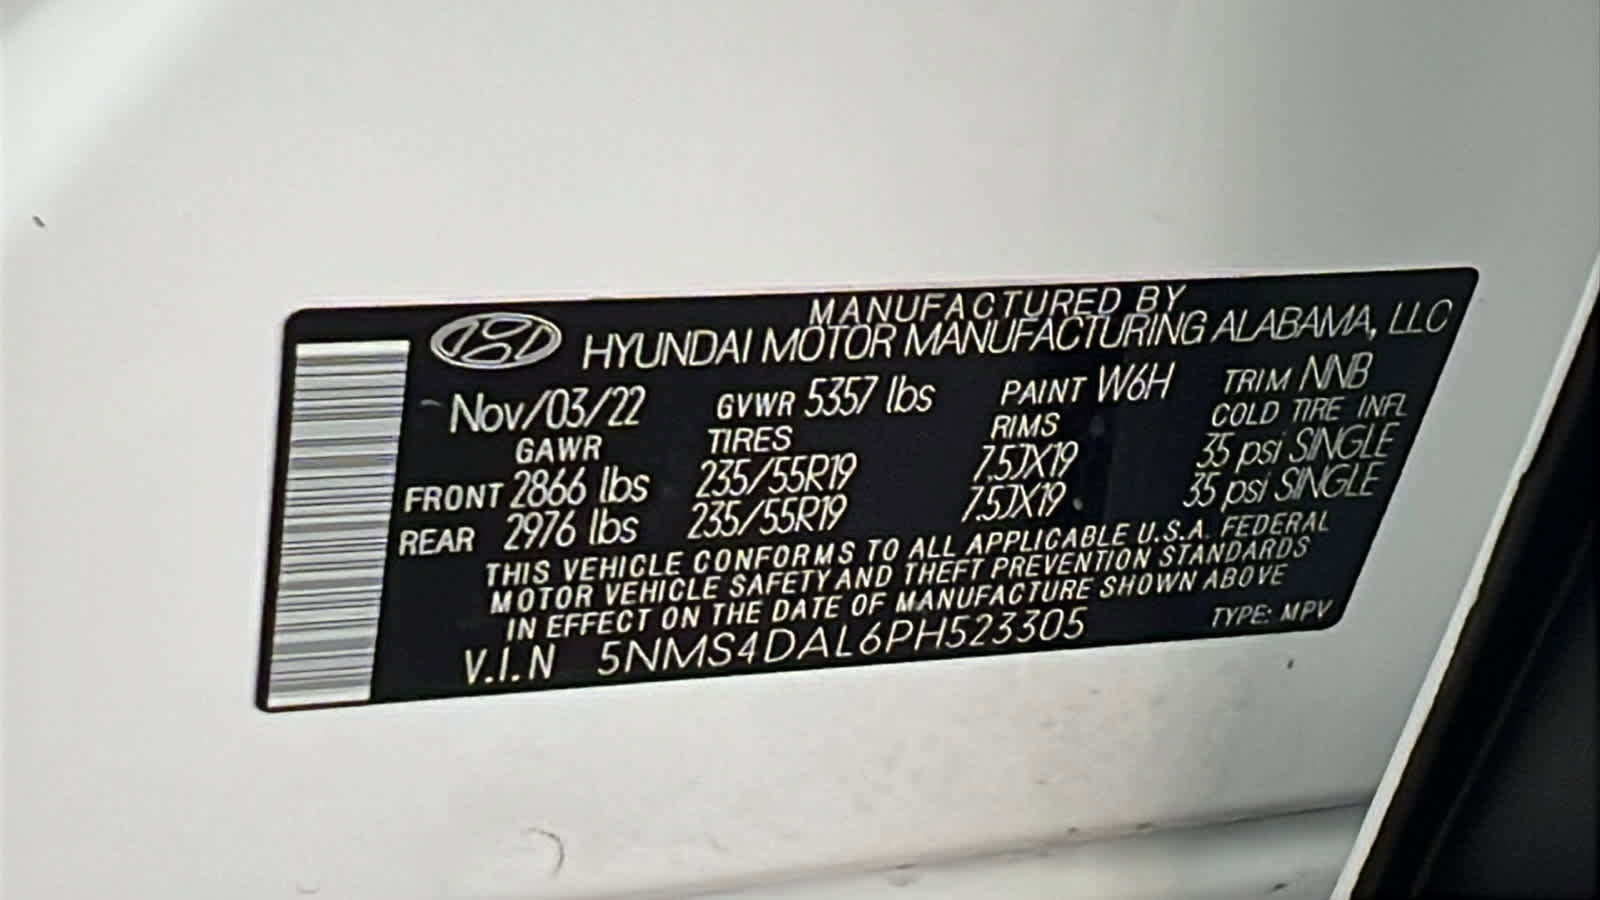 MANUFACTURED BY
HYUNDAI MOTOR MANUFACTURING ALABAMA, LLC
Nov/03/22 GVWR 5357 lbs PAINT W6H TRIM NNB
GAWR TIRES RIMS COLD TIRE INFL
FRONT 2866 lbs 235/55R19 7.5JX19 35 psi SINGLE
REAR 2976 lbs 235/55R19 7.5JX19 35 psi SINGLE
THIS VEHICLE CONFORMS TO ALL APPLICABLE U.S.A. FEDERAL
MOTOR VEHICLE SAFETY AND THEFT PREVENTION STANDARDS
IN EFFECT ON THE DATE OF MANUFACTURE SHOWN ABOVE
V.I.N 5NMS4DAL6PH523305 TYPE: MPV